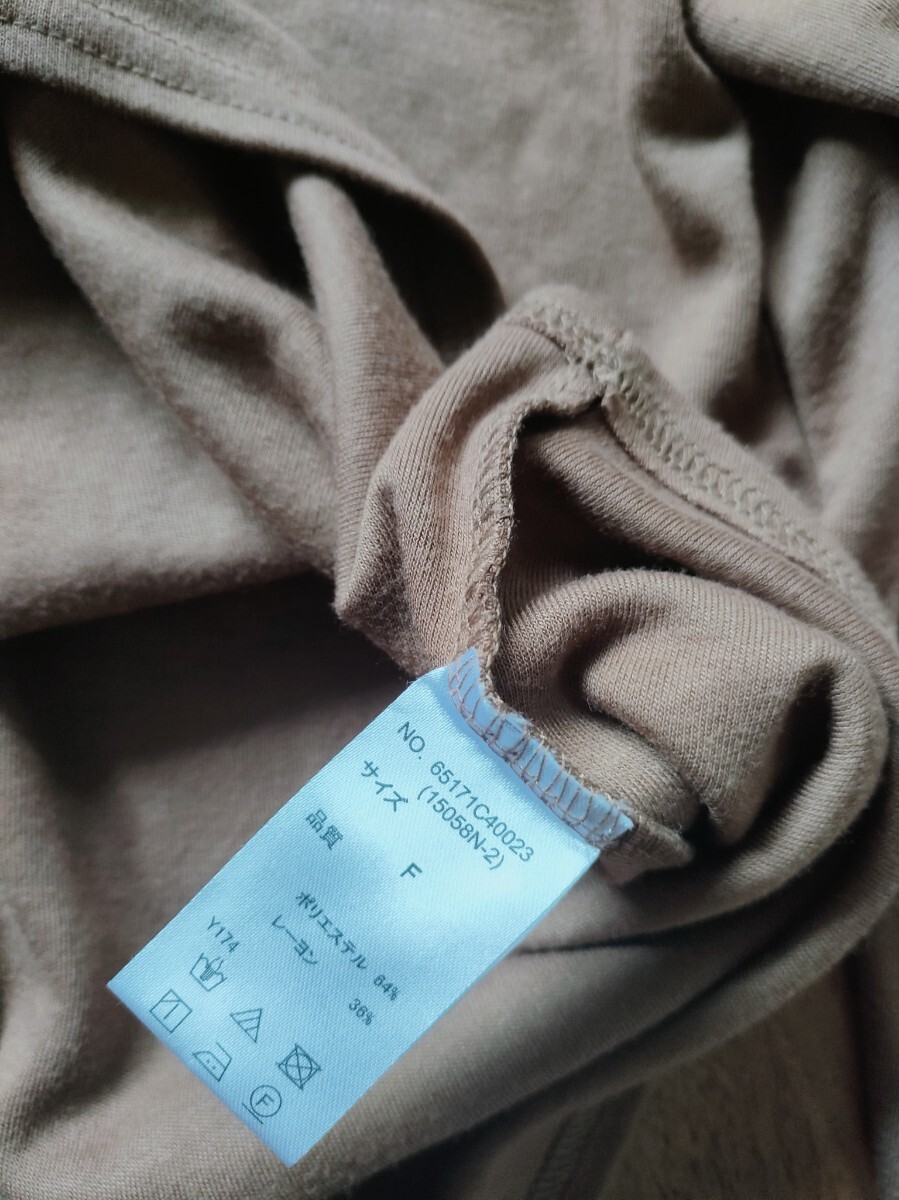 NO. 65171C40023
(15058N-2)
サイズ F
品質
ポリエステル 64%
レーヨン 36%
Y174
F